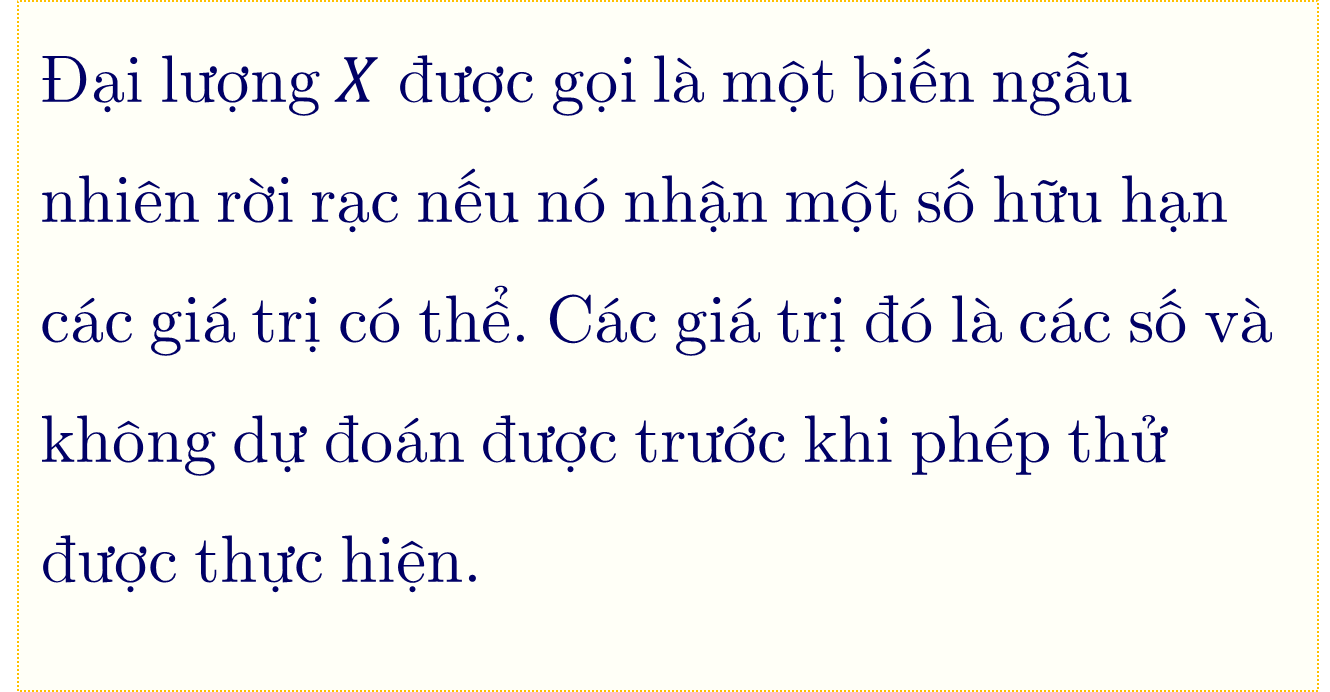 Đại lượng X được gọi là một biến ngẫu
nhiên rời rạc nếu nó nhận một số hữu hạn
các giá trị có thể. Các giá trị đó là các số và
không dự đoán được trước khi phép thử
được thực hiện.